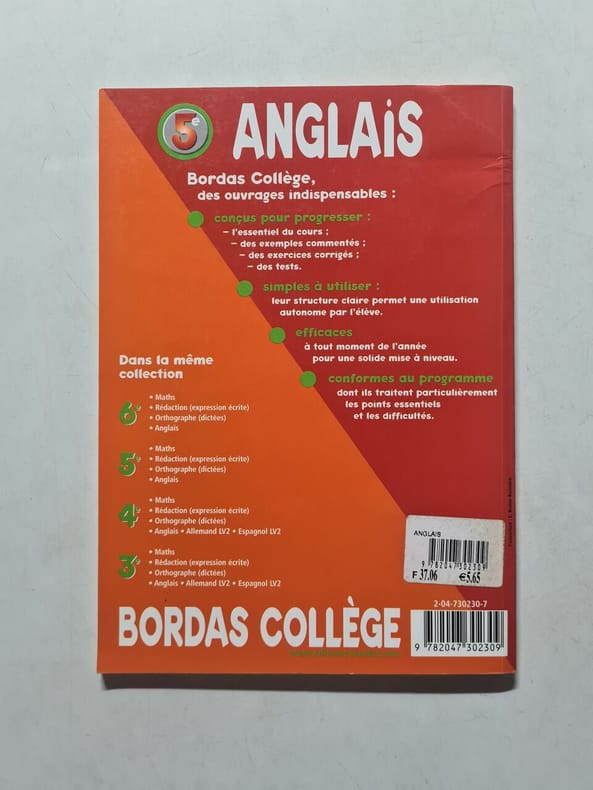 5e
ANGLAiS
Bordas Collège,
des ouvrages indispensables :
conçus pour progresser :
– l'essentiel du cours ;
– des exemples commentés ;
– des exercices corrigés ;
– des tests.
simples à utiliser :
leur structure claire permet une utilisation
autonome par l'élève.
efficaces
à tout moment de l'année
pour une solide mise à niveau.
conformes au programme
dont ils traitent particulièrement
les points essentiels
et les difficultés.
Dans la même
collection
6e
• Maths
• Rédaction (expression écrite)
• Orthographe (dictées)
• Anglais
5e
• Maths
• Rédaction (expression écrite)
• Orthographe (dictées)
• Anglais
4e
• Maths
• Rédaction (expression écrite)
• Orthographe (dictées)
• Anglais • Allemand LV2 • Espagnol LV2
3e
• Maths
• Rédaction (expression écrite)
• Orthographe (dictées)
• Anglais • Allemand LV2 • Espagnol LV2
ANGLAIS
9 782047 302309
F 37.06 €5.65
2-04-730230-7
9 782047 302309
BORDAS COLLÈGE